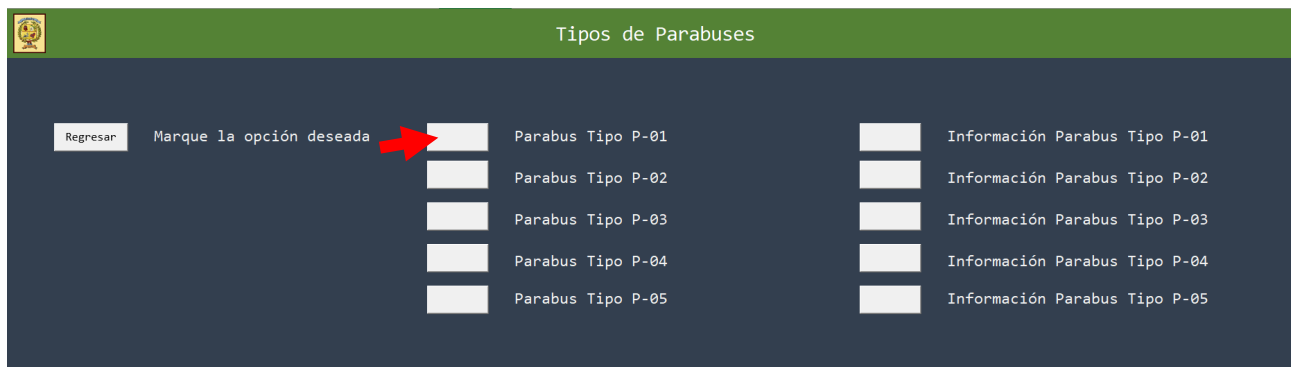 Tipos de Parabuses
Regresar Marque la opción deseada Parabus Tipo P-01 Información Parabus Tipo P-01
Parabus Tipo P-02 Información Parabus Tipo P-02
Parabus Tipo P-03 Información Parabus Tipo P-03
Parabus Tipo P-04 Información Parabus Tipo P-04
Parabus Tipo P-05 Información Parabus Tipo P-05